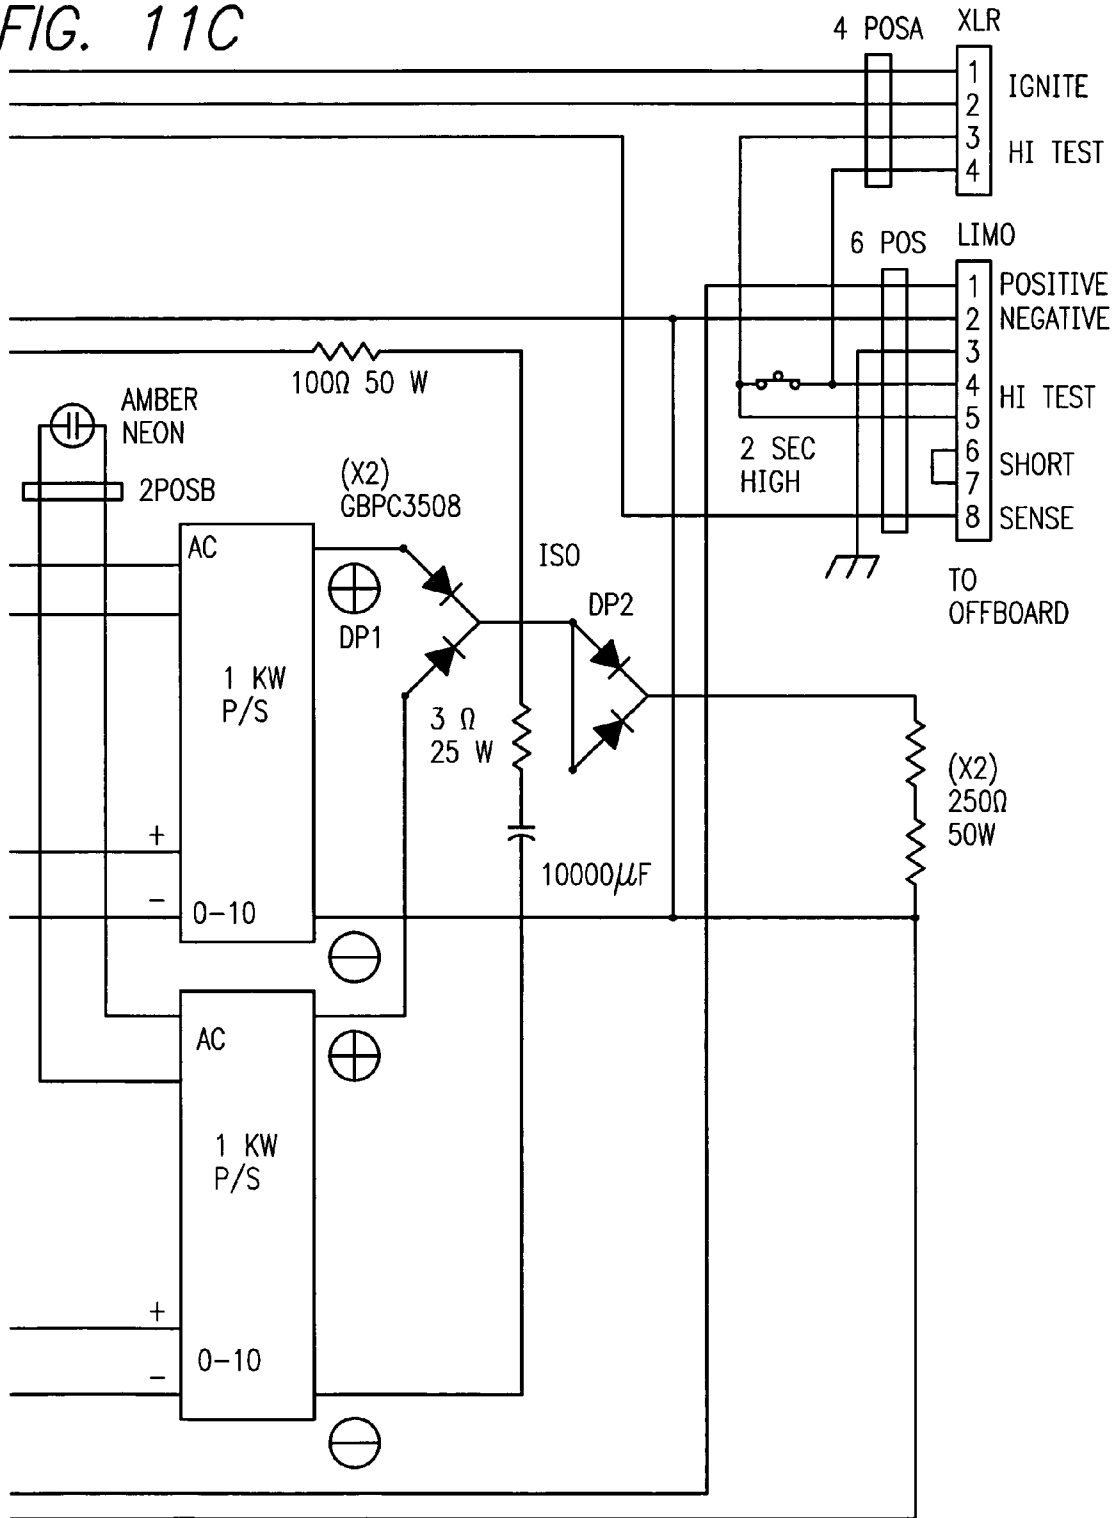 FIG. 11C
4 POSA
XLR
1
2
3
4
IGNITE
HI TEST
6 POS
LIMO
1
2
3
4
5
6
7
8
POSITIVE
NEGATIVE
HI TEST
SHORT
SENSE
TO
OFFBOARD
100Ω 50 W
2 SEC
HIGH
AMBER
NEON
2POSB
(X2)
GBPC3508
ISO
DP1
DP2
AC
1 KW
P/S
+
-
0-10
3 Ω
25 W
10000μF
(X2)
250Ω
50W
AC
1 KW
P/S
+
-
0-10